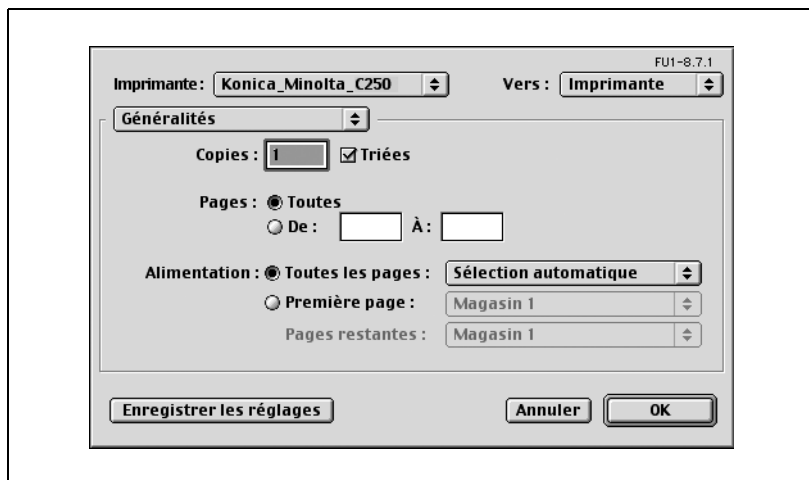 FU1-8.7.1
Imprimante: Konica_Minolta_C250 Vers: Imprimante
Généralités
Copies: 1 Triées
Pages: Toutes
De: À:
Alimentation: Toutes les pages: Sélection automatique
Première page: Magasin 1
Pages restantes: Magasin 1
Enregistrer les réglages Annuler OK